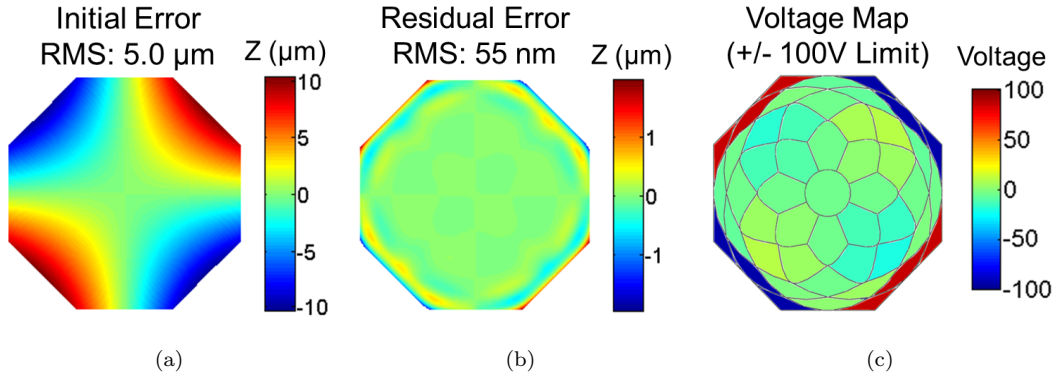 Initial Error
RMS: 5.0 μm
Z (μm)
10
5
0
-5
-10
(a)
Residual Error
RMS: 55 nm
Z (μm)
1
0
-1
(b)
Voltage Map
(+/- 100V Limit)
Voltage
100
50
0
-50
-100
(c)